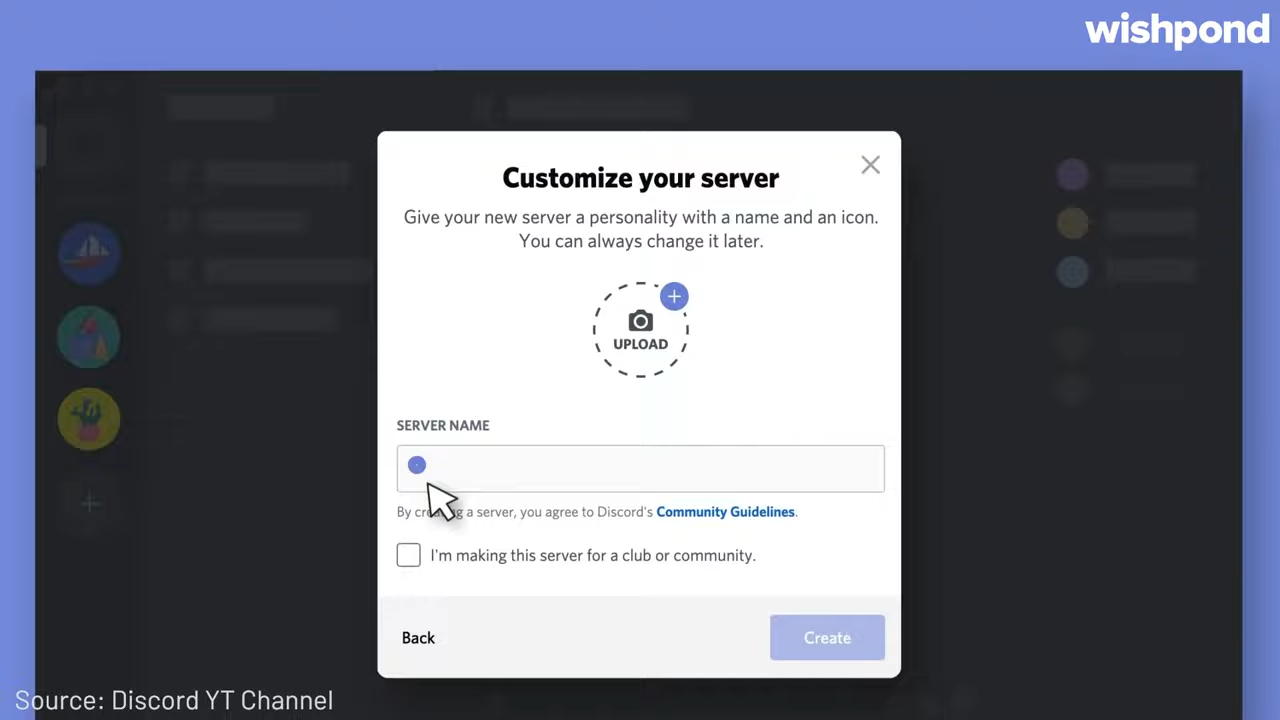 wishpond
Customize your server
Give your new server a personality with a name and an icon.
You can always change it later.
UPLOAD
SERVER NAME
By creating a server, you agree to Discord's Community Guidelines.
I'm making this server for a club or community.
Back
Create
Source: Discord YT Channel